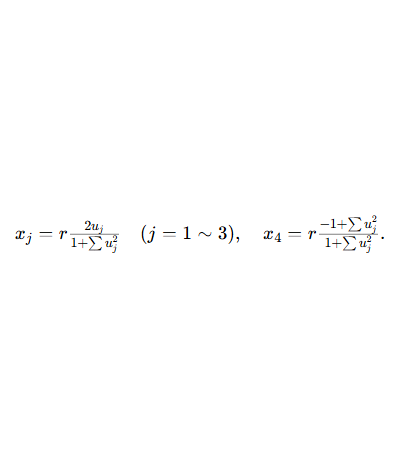 $x_j = r\frac{2u_j}{1+\sum u_j^2} \quad (j = 1 \sim 3), \quad x_4 = r\frac{-1+\sum u_j^2}{1+\sum u_j^2}.$